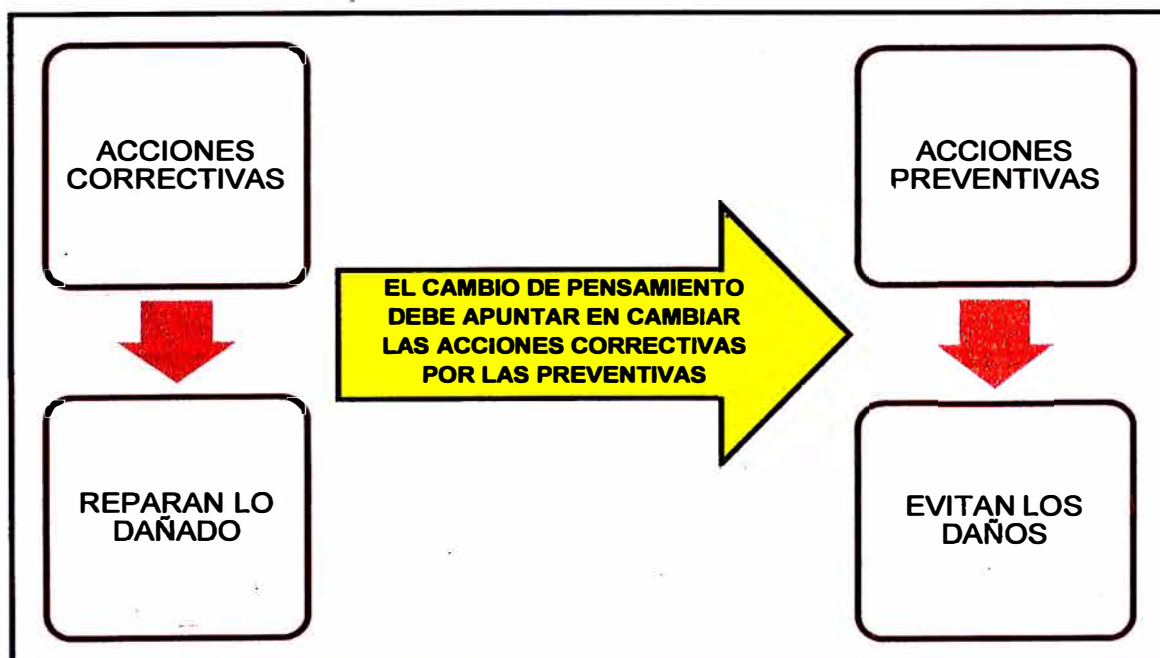 ACCIONES
CORRECTIVAS
REPARAN LO
DAÑADO
EL CAMBIO DE PENSAMIENTO
DEBE APUNTAR EN CAMBIAR
LAS ACCIONES CORRECTIVAS
POR LAS PREVENTIVAS
ACCIONES
PREVENTIVAS
EVITAN LOS
DAÑOS